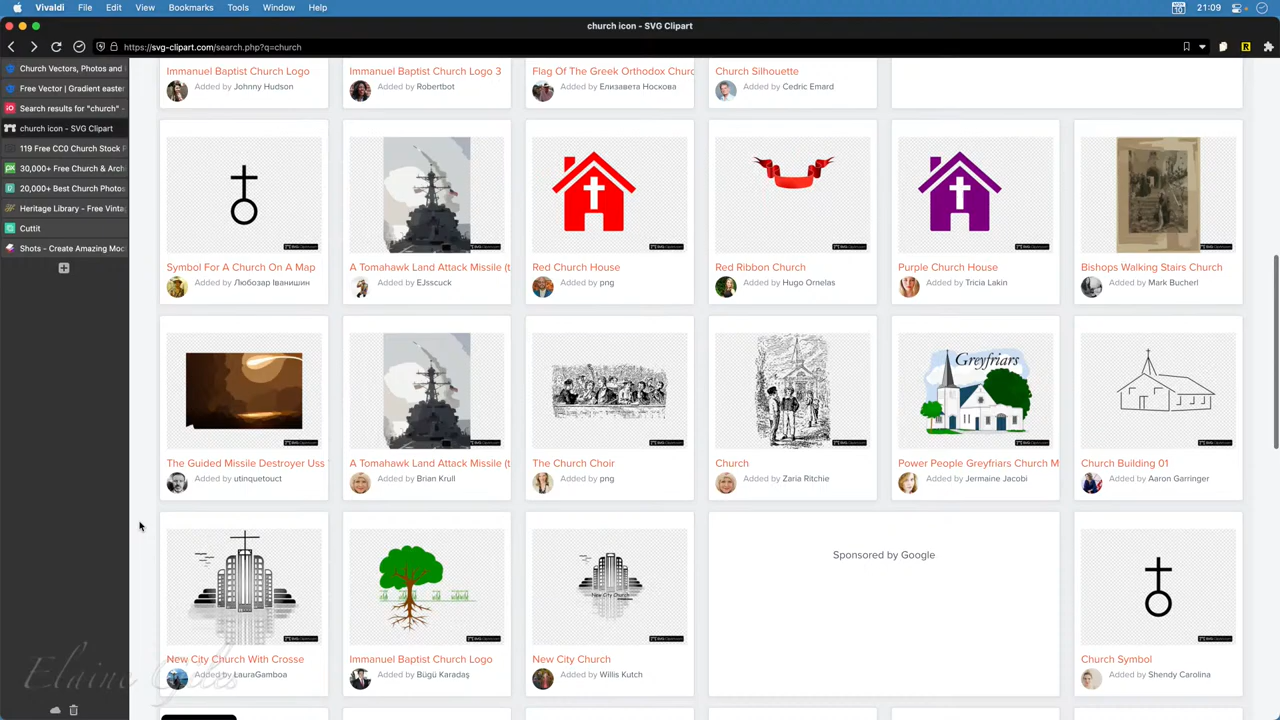 Vivaldi File Edit View Bookmarks Tools Window Help 21:09
church icon - SVG Clipart
https://svg-clipart.com/search.php?q=church
Church Vectors, Photos and
Free Vector | Gradient easter
Search results for "church" -
church icon - SVG Clipart
119 Free CC0 Church Stock P
30,000+ Free Church & Arch
20,000+ Best Church Photos
Heritage Library - Free Vinta
Cuttit
Shots - Create Amazing Moc
Immanuel Baptist Church Logo
Added by Johnny Hudson
Immanuel Baptist Church Logo 3
Added by Robertbot
Flag Of The Greek Orthodox Churc
Added by Елизавета Носкова
Church Silhouette
Added by Cedric Emard
Symbol For A Church On A Map
Added by Любозар Іванишин
A Tomahawk Land Attack Missile (t
Added by EJsscuck
Red Church House
Added by png
Red Ribbon Church
Added by Hugo Ornelas
Purple Church House
Added by Tricia Lakin
Bishops Walking Stairs Church
Added by Mark Bucherl
The Guided Missile Destroyer Uss
Added by utinquetouct
A Tomahawk Land Attack Missile (t
Added by Brian Krull
The Church Choir
Added by png
Church
Added by Zaria Ritchie
Greyfriars
Power People Greyfriars Church M
Added by Jermaine Jacobi
Church Building 01
Added by Aaron Garringer
New City Church With Crosse
Added by LauraGamboa
Immanuel Baptist Church Logo
Added by Bügü Karadaş
New City Church
New City Church
Added by Willis Kutch
Sponsored by Google
Church Symbol
Added by Shendy Carolina
Elaine Giles